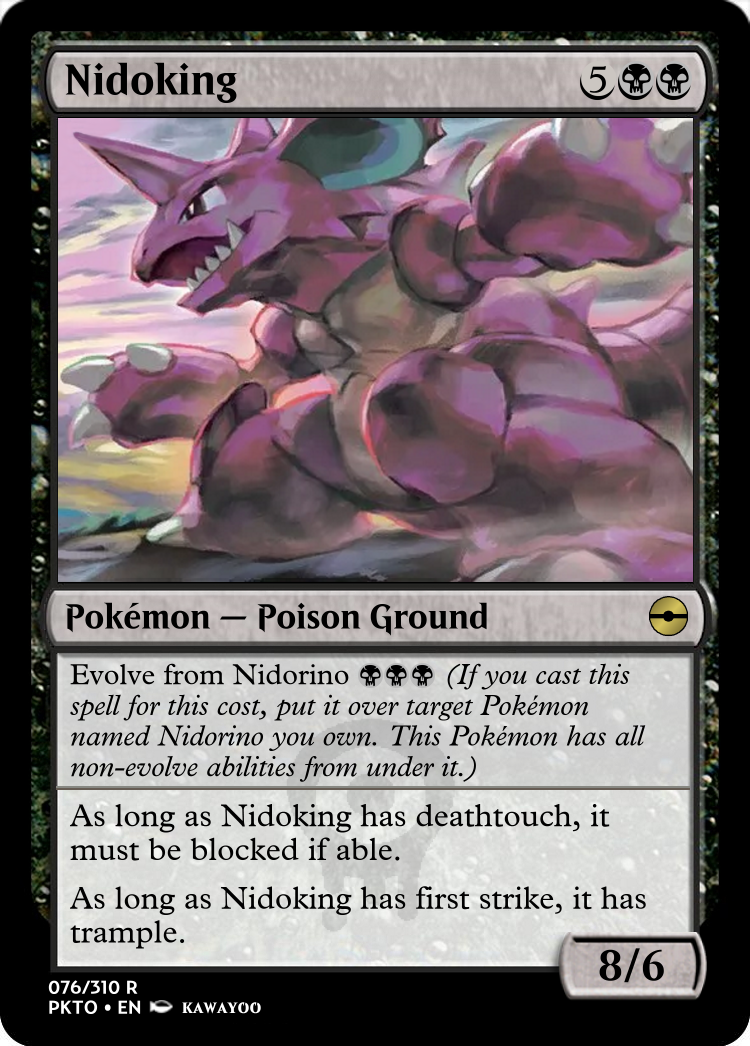 Nidoking 5
Pokémon — Poison Ground
Evolve from Nidorino (If you cast this
spell for this cost, put it over target Pokémon
named Nidorino you own. This Pokémon has all
non-evolve abilities from under it.)
As long as Nidoking has deathtouch, it
must be blocked if able.
As long as Nidoking has first strike, it has
trample.
8/6
076/310 R
PKTO • EN KAWAYOO